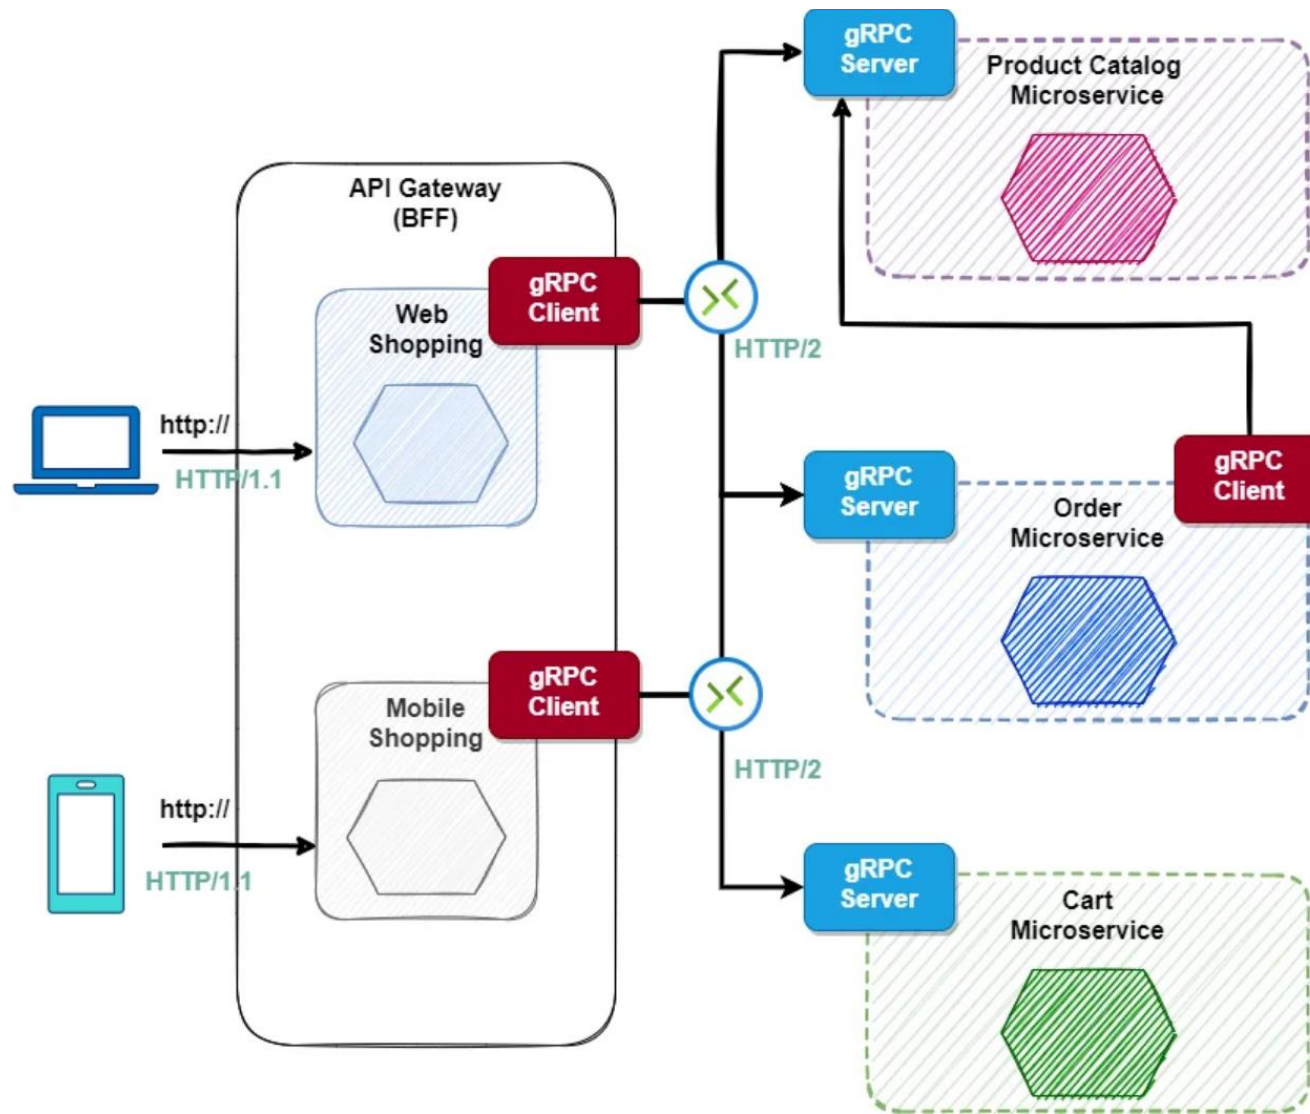 gRPC
Server
Product Catalog
Microservice
API Gateway
(BFF)
gRPC
Client
Web
Shopping
HTTP/2
http://
HTTP/1.1
gRPC
Server
gRPC
Client
Order
Microservice
gRPC
Client
Mobile
Shopping
HTTP/2
http://
HTTP/1.1
gRPC
Server
Cart
Microservice